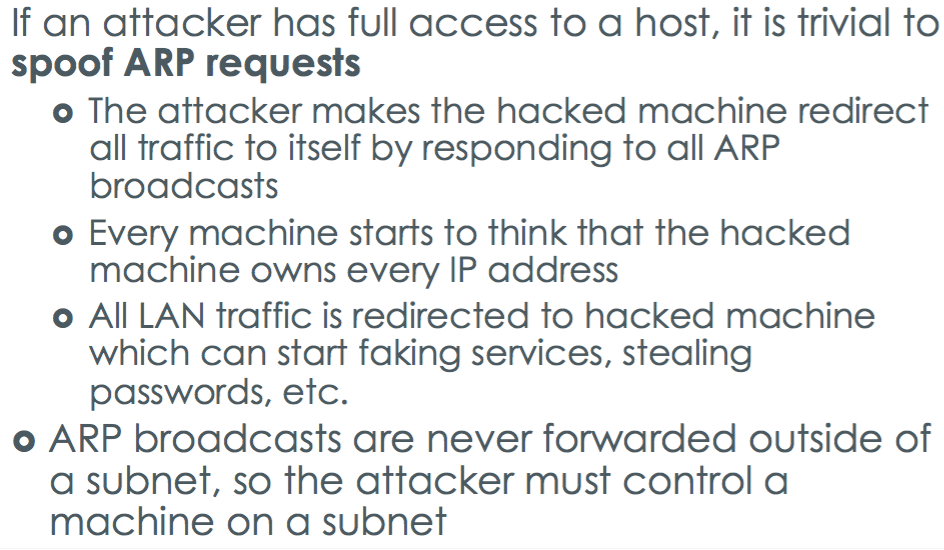 If an attacker has full access to a host, it is trivial to
spoof ARP requests
The attacker makes the hacked machine redirect
all traffic to itself by responding to all ARP
broadcasts
Every machine starts to think that the hacked
machine owns every IP address
All LAN traffic is redirected to hacked machine
which can start faking services, stealing
passwords, etc.
ARP broadcasts are never forwarded outside of
a subnet, so the attacker must control a
machine on a subnet